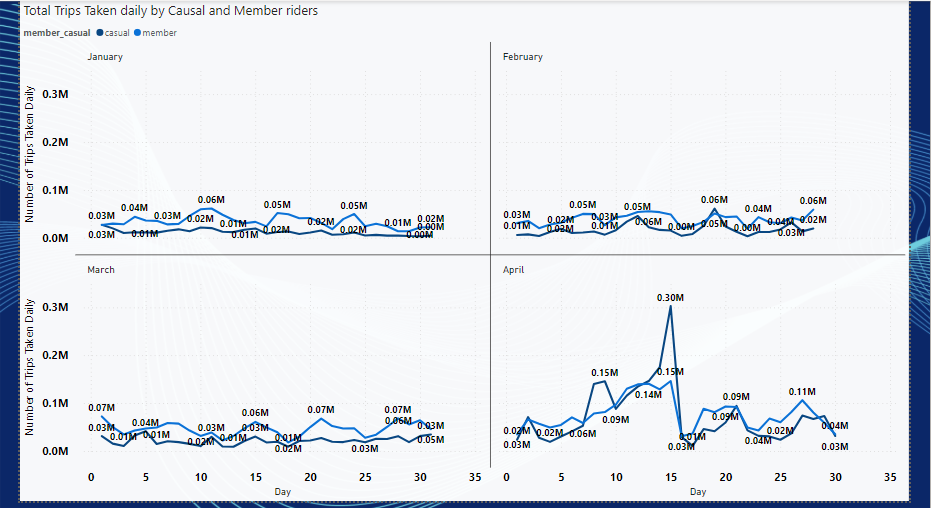 Total Trips Taken daily by Causal and Member riders
member_casual casual member
January
Number of Trips Taken Daily
0.3M
0.2M
0.1M
0.0M
0.03M 0.04M 0.03M 0.06M 0.05M 0.05M 0.01M 0.02M
0.03M 0.01M 0.02M 0.01M 0.01M 0.02M 0.02M 0.02M 0.00M 0.00M
February
0.03M 0.05M 0.05M 0.06M 0.04M 0.06M
0.01M 0.02M 0.02M 0.03M 0.01M 0.06M 0.00M 0.05M 0.00M 0.04M 0.03M 0.02M
March
Number of Trips Taken Daily
0.3M
0.2M
0.1M
0.0M
0.07M 0.04M 0.03M 0.06M 0.07M 0.07M 0.03M
0.03M 0.01M 0.01M 0.02M 0.01M 0.03M 0.01M 0.02M 0.03M 0.06M 0.05M
April
0.30M
0.15M 0.15M 0.14M 0.09M 0.09M 0.11M
0.02M 0.03M 0.02M 0.06M 0.09M 0.03M 0.01M 0.04M 0.02M 0.04M 0.03M
0 5 10 15 20 25 30 35
Day
0 5 10 15 20 25 30 35
Day